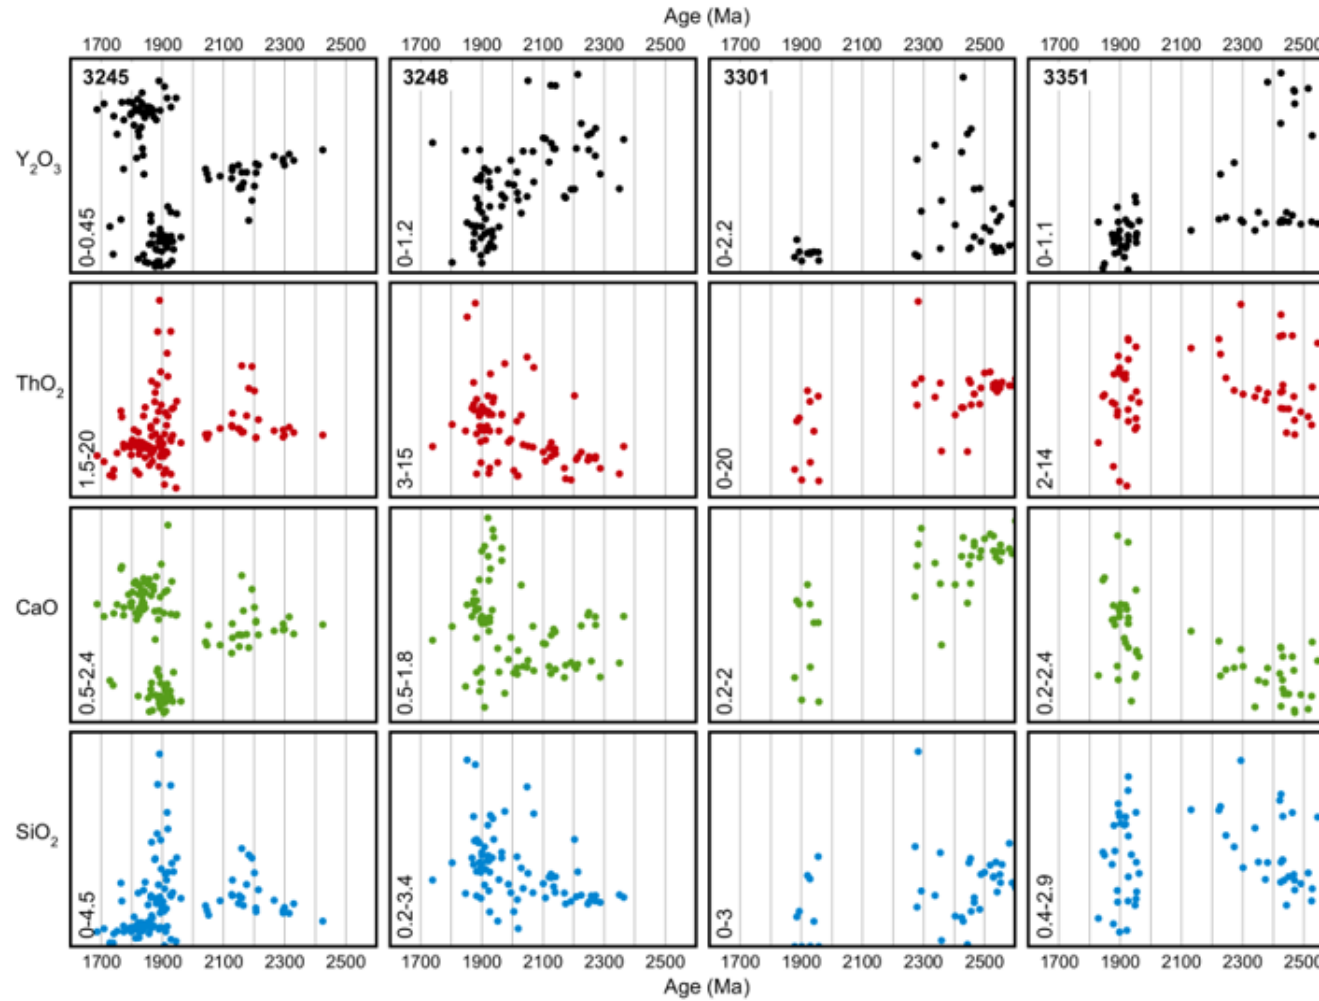 Age (Ma)
1700 1900 2100 2300 2500 1700 1900 2100 2300 2500 1700 1900 2100 2300 2500 1700 1900 2100 2300 2500
3245 3248 3301 3351
Y₂O₃ 0-0.45 0-1.2 0-2.2 0-1.1
ThO₂ 1.5-20 3-15 0-20 2-14
CaO 0.5-2.4 0.5-1.8 0.2-2 0.2-2.4
SiO₂ 0-4.5 0.2-3.4 0-3 0.4-2.9
1700 1900 2100 2300 2500 1700 1900 2100 2300 2500 1700 1900 2100 2300 2500 1700 1900 2100 2300
Age (Ma)